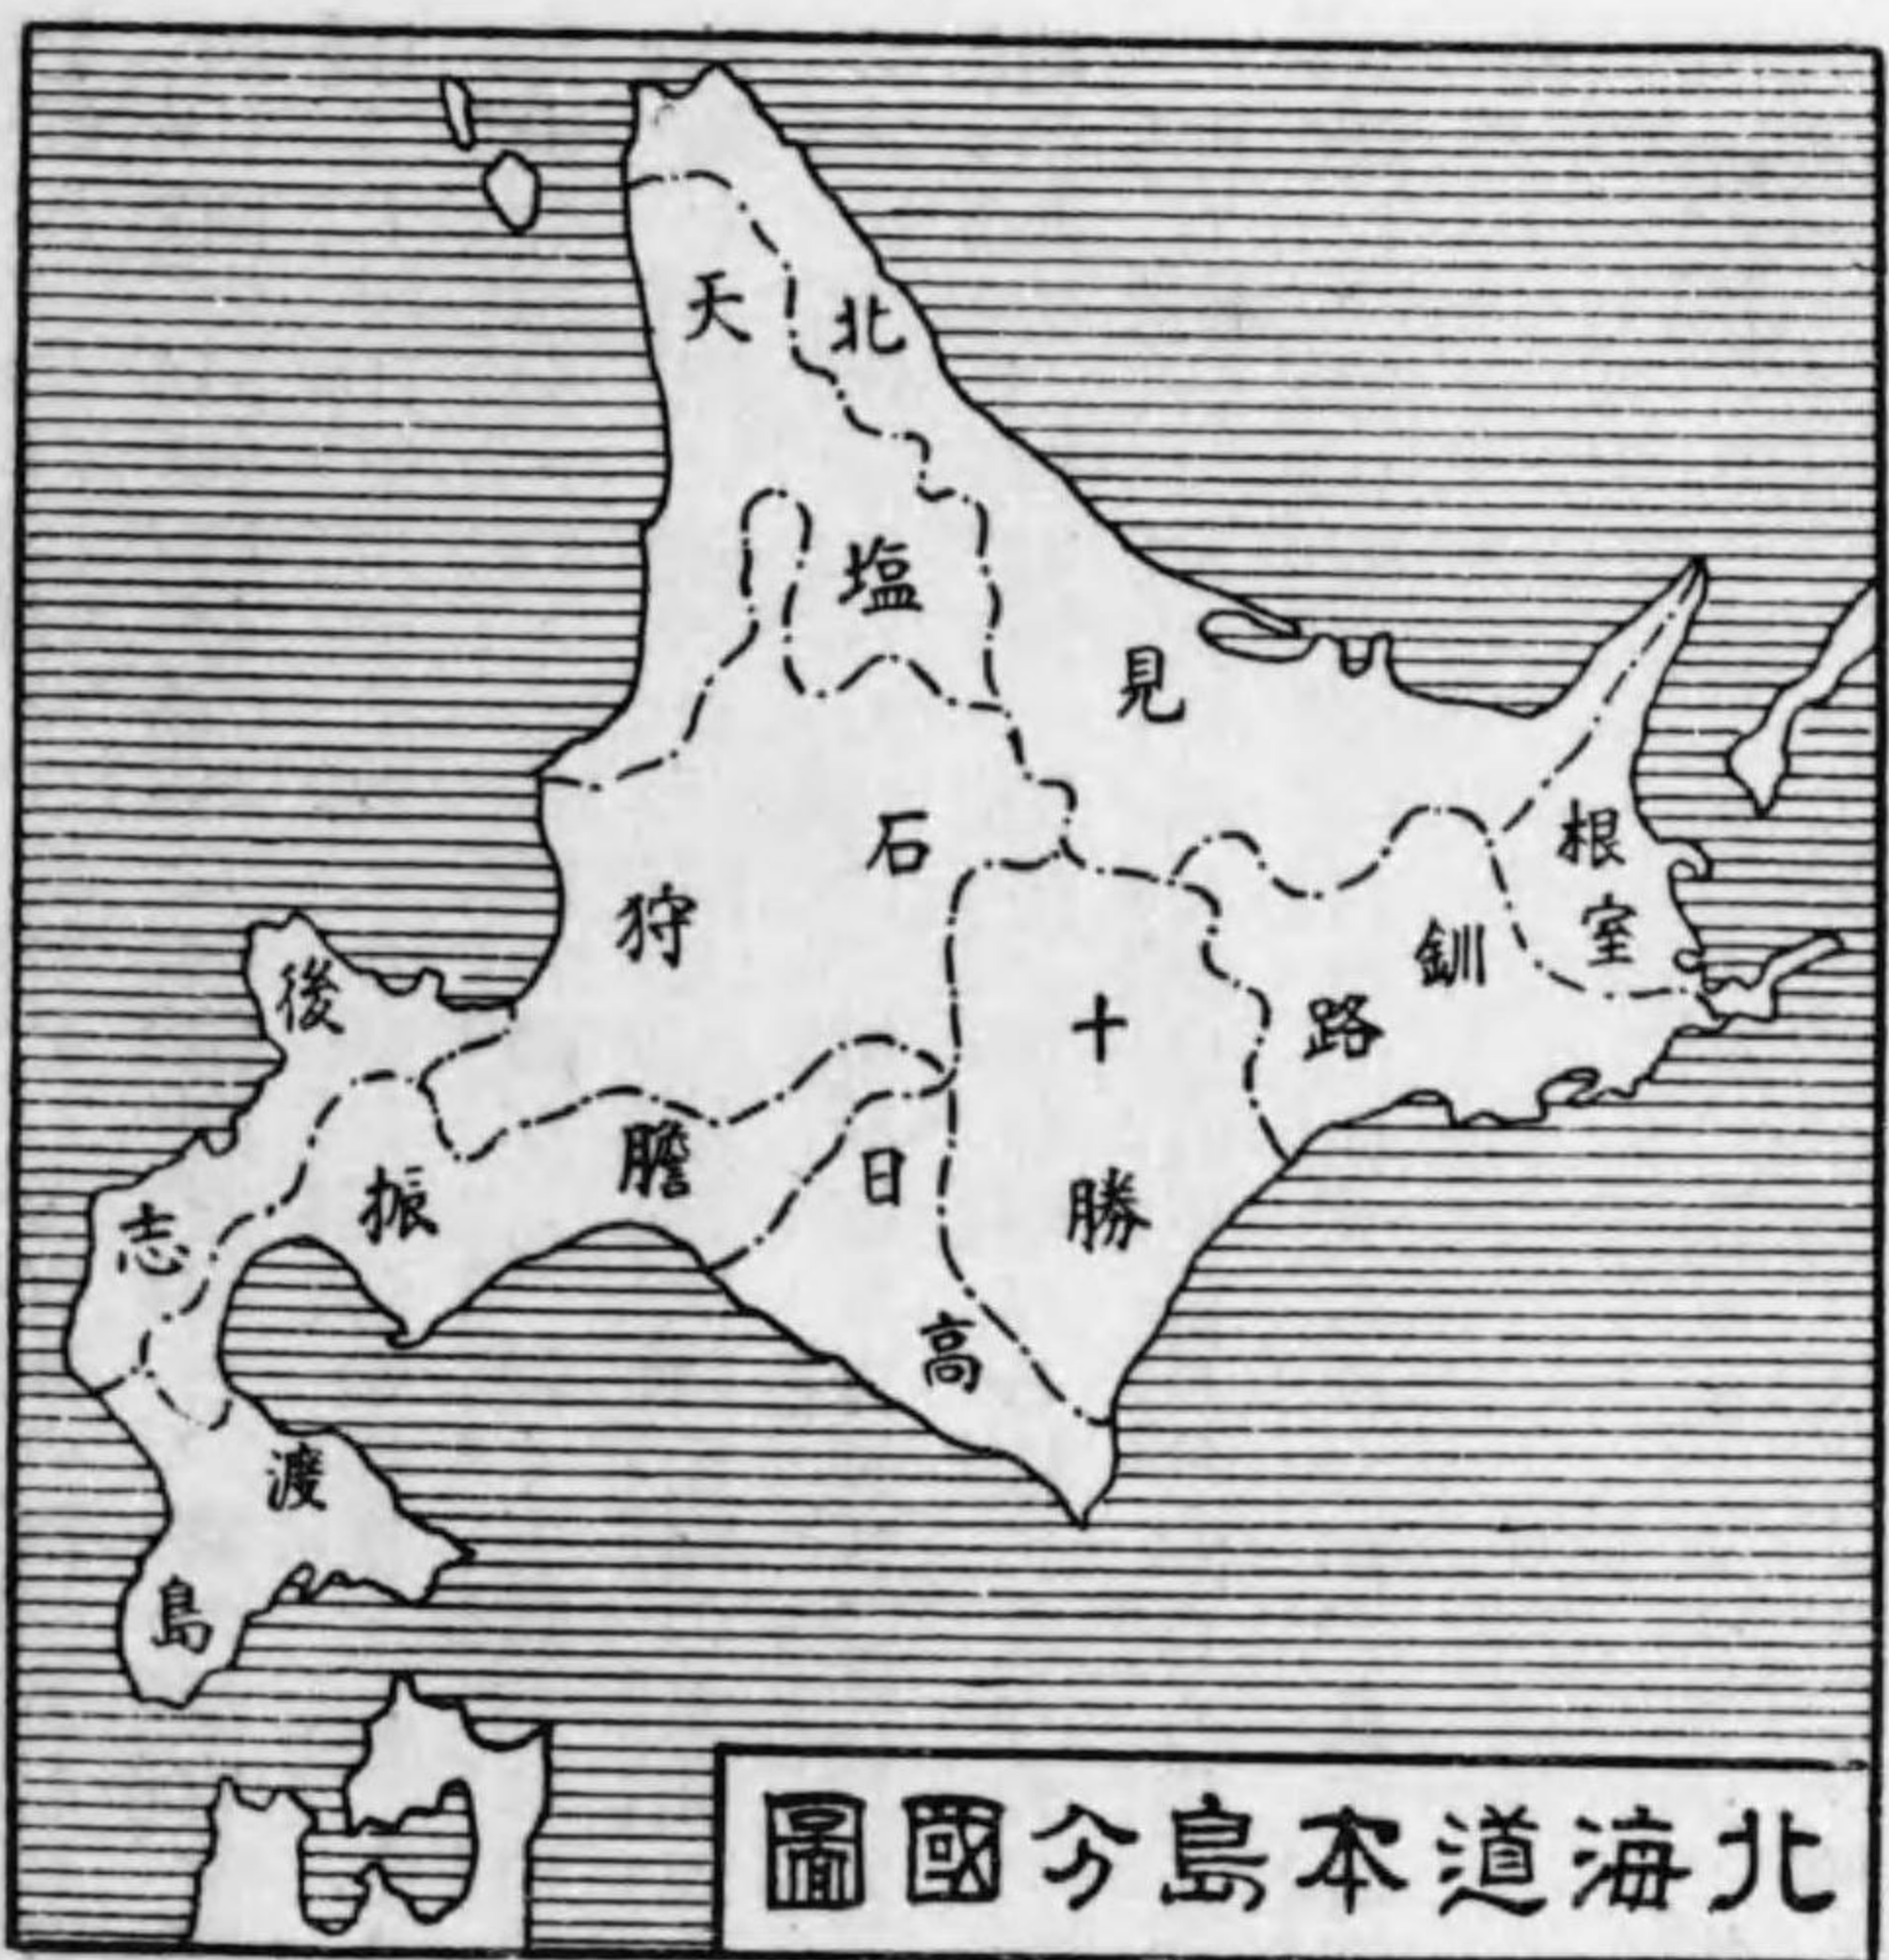 北海道本島分國圖
北見
天塩
石狩
後志
膽振
日高
十勝
釧路
根室
渡島